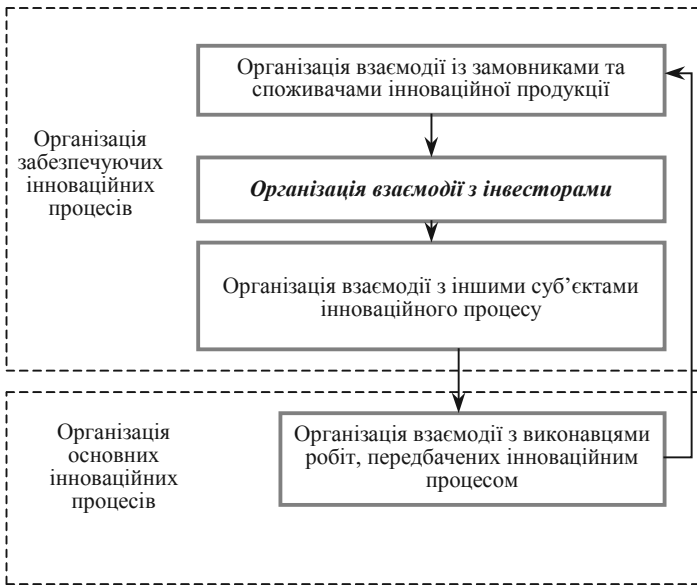 Організація взаємодії із замовниками та
споживачами інноваційної продукції
Організація
забезпечуючих
інноваційних
процесів
Організація взаємодії з інвесторами
Організація взаємодії з іншими суб’єктами
інноваційного процесу
Організація
основних
інноваційних
процесів
Організація взаємодії з виконавцями
робіт, передбачених інноваційним
процесом